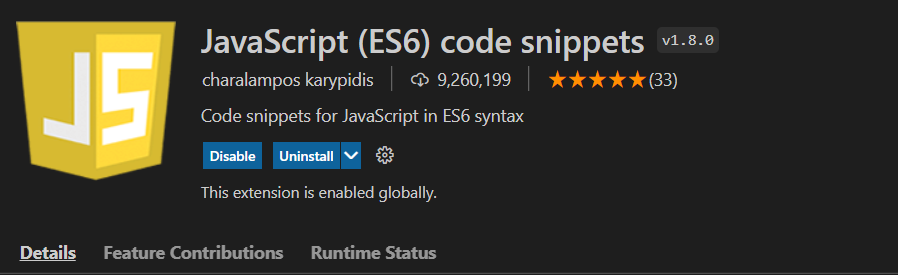 JS
JavaScript (ES6) code snippets v1.8.0
charalampos karypidis 9,260,199 ★★★★★(33)
Code snippets for JavaScript in ES6 syntax
Disable Uninstall
This extension is enabled globally.
Details Feature Contributions Runtime Status